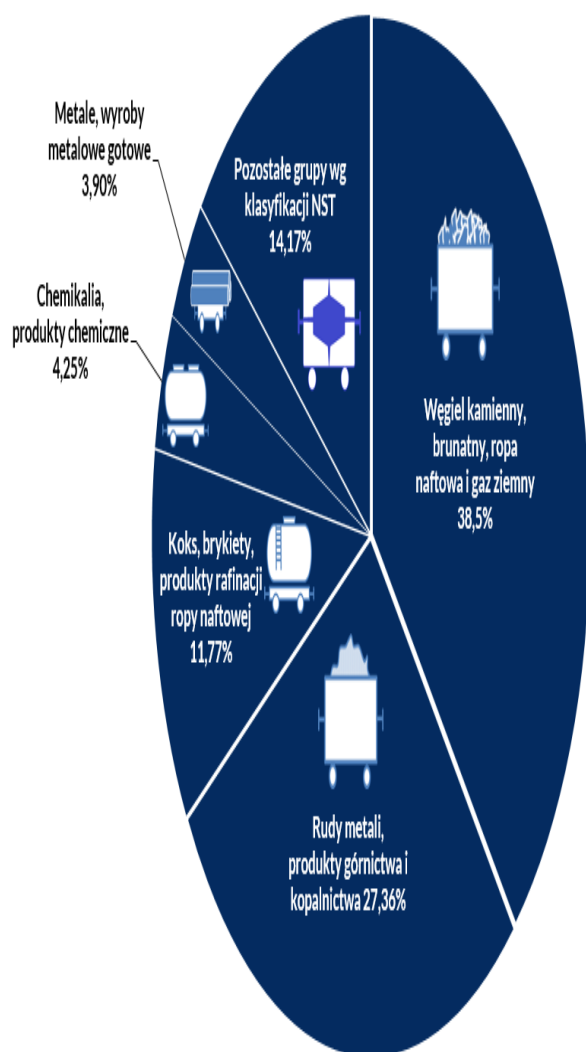 Metale, wyroby
metalowe gotowe
3,90%
Pozostałe grupy wg
klasyfikacji NST
14,17%
Chemikalia,
produkty chemiczne
4,25%
Węgiel kamienny,
brunatny, ropa
naftowa i gaz ziemny
38,5%
Koks, brykiety,
produkty rafinacji
ropy naftowej
11,77%
Rudy metali,
produkty górnictwa i
kopalnictwa 27,36%